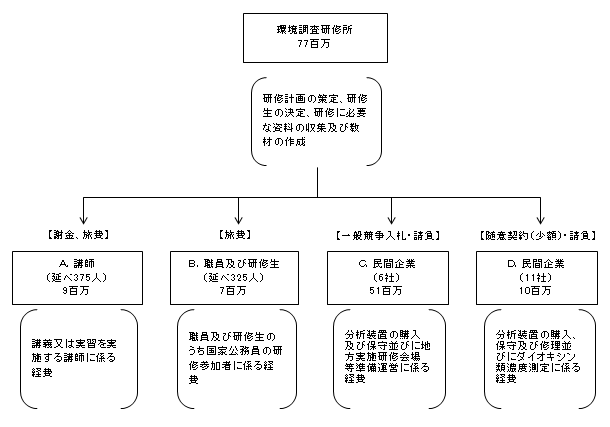 環境調査研修所
77百万
研修計画の策定、研修
生の決定、研修に必要
な資料の収集及び教
材の作成
【謝金、旅費】
A. 講師
(延べ375人)
9百万
講義又は実習を実
施する講師に係る
経費
【旅費】
B. 職員及び研修生
(延べ325人)
7百万
職員及び研修生の
うち国家公務員の研
修参加者に係る経
費
【一般競争入札・請負】
C. 民間企業
(6社)
51百万
分析装置の購入
及び保守並びに地
方実施研修会場
等準備運営に係る
経費
【随意契約(少額)・請負】
D. 民間企業
(11社)
10百万
分析装置の購入、
保守及び修理並
びにダイオキシン
類濃度測定に係る
経費